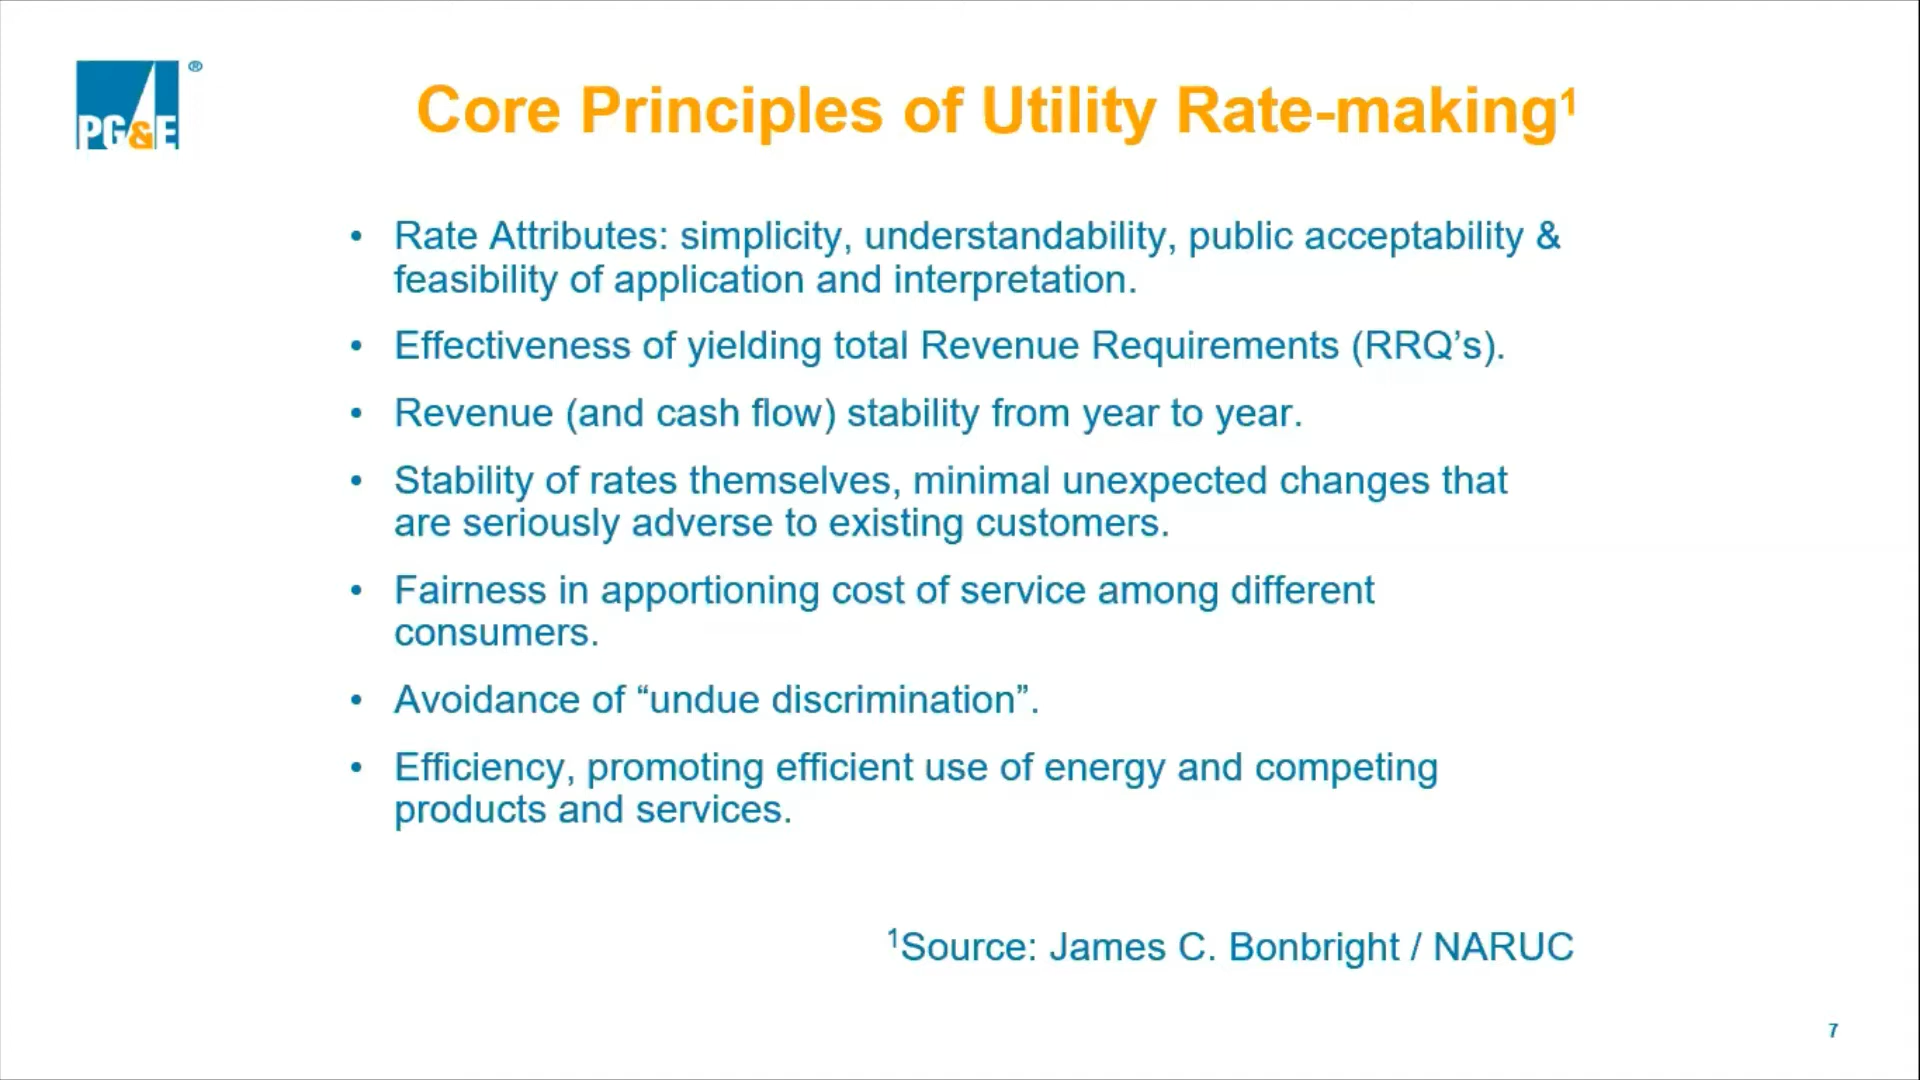 PG&E ®
Core Principles of Utility Rate-making¹
• Rate Attributes: simplicity, understandability, public acceptability &
feasibility of application and interpretation.
• Effectiveness of yielding total Revenue Requirements (RRQ’s).
• Revenue (and cash flow) stability from year to year.
• Stability of rates themselves, minimal unexpected changes that
are seriously adverse to existing customers.
• Fairness in apportioning cost of service among different
consumers.
• Avoidance of “undue discrimination”.
• Efficiency, promoting efficient use of energy and competing
products and services.
¹Source: James C. Bonbright / NARUC
7